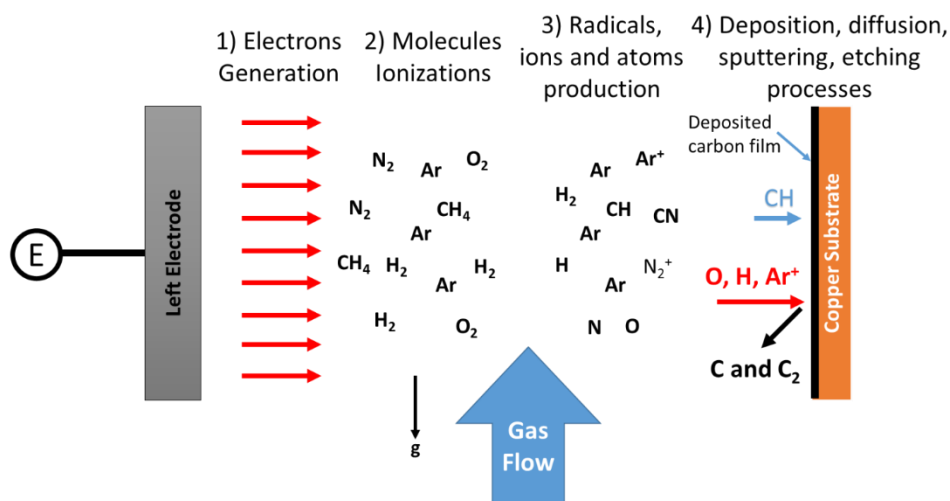 1) Electrons
Generation
2) Molecules
Ionizations
3) Radicals,
ions and atoms
production
4) Deposition, diffusion,
sputtering, etching
processes
E
Left Electrode
N₂
Ar
O₂
N₂
CH₄
Ar
CH₄
H₂
H₂
Ar
H₂
O₂
g
Gas
Flow
Ar
Ar⁺
H₂
CH
CN
Ar
H
N₂⁺
Ar
N
O
Deposited
carbon film
CH
O, H, Ar⁺
C and C₂
Copper Substrate